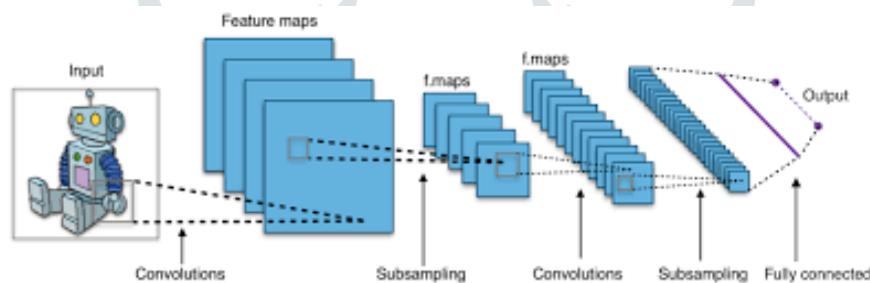 Feature maps
Input
f.maps
f.maps
Output
Convolutions
Subsampling
Convolutions
Subsampling
Fully connected